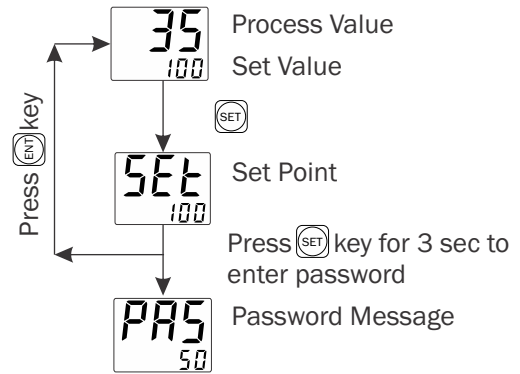 35 Process Value
100 Set Value
SET
Press ENT key
SEt Set Point
100
Press SET key for 3 sec to
enter password
PAS Password Message
50